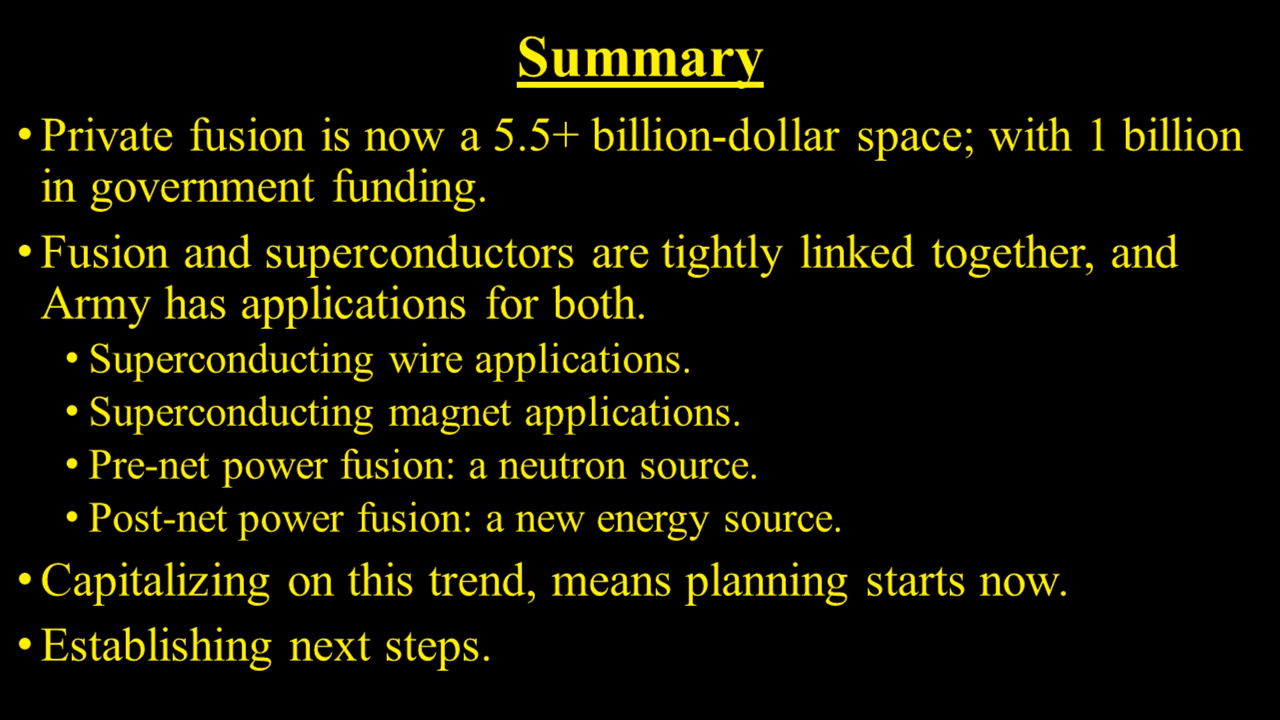 Summary
• Private fusion is now a 5.5+ billion-dollar space; with 1 billion
in government funding.
• Fusion and superconductors are tightly linked together, and
Army has applications for both.
• Superconducting wire applications.
• Superconducting magnet applications.
• Pre-net power fusion: a neutron source.
• Post-net power fusion: a new energy source.
• Capitalizing on this trend, means planning starts now.
• Establishing next steps.